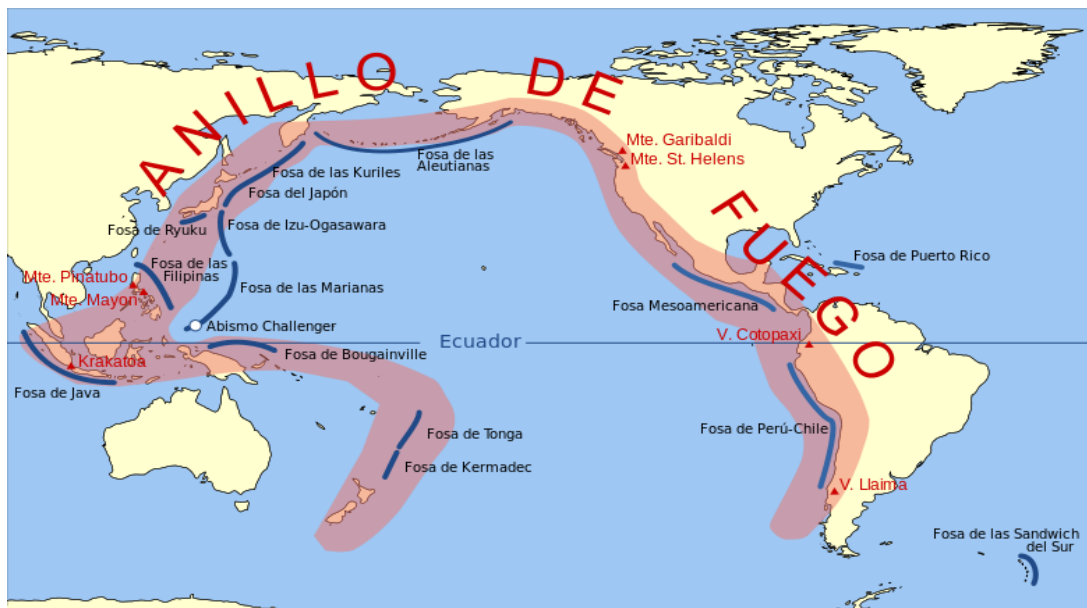 ANILLO DE FUEGO
Mte. Garibaldi
Mte. St. Helens
Fosa de las
Aleutianas
Fosa de las Kuriles
Fosa del Japón
Fosa de Ryuku
Fosa de Izu-Ogasawara
Fosa de las
Filipinas
Mte. Pinatubo
Mte. Mayon
Fosa de las Marianas
Fosa de Puerto Rico
Fosa Mesoamericana
Abismo Challenger
V. Cotopaxi
Ecuador
Fosa de Bougainville
Krakatoa
Fosa de Java
Fosa de Tonga
Fosa de Perú-Chile
Fosa de Kermadec
V. Llaima
Fosa de las Sandwich
del Sur